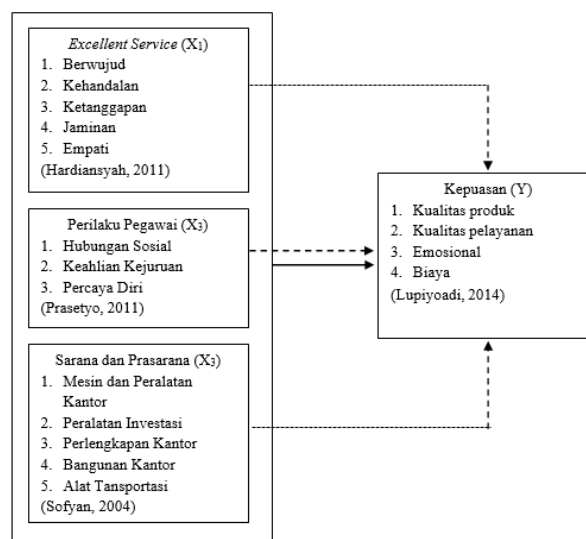 Excellent Service (X₁)
1. Berwujud
2. Kehandalan
3. Ketanggapan
4. Jaminan
5. Empati
(Hardiansyah, 2011)
Perilaku Pegawai (X₃)
1. Hubungan Sosial
2. Keahlian Kejuruan
3. Percaya Diri
(Prasetyo, 2011)
Sarana dan Prasarana (X₃)
1. Mesin dan Peralatan
Kantor
2. Peralatan Investasi
3. Perlengkapan Kantor
4. Bangunan Kantor
5. Alat Tansportasi
(Sofyan, 2004)
Kepuasan (Y)
1. Kualitas produk
2. Kualitas pelayanan
3. Emosional
4. Biaya
(Lupiyoadi, 2014)